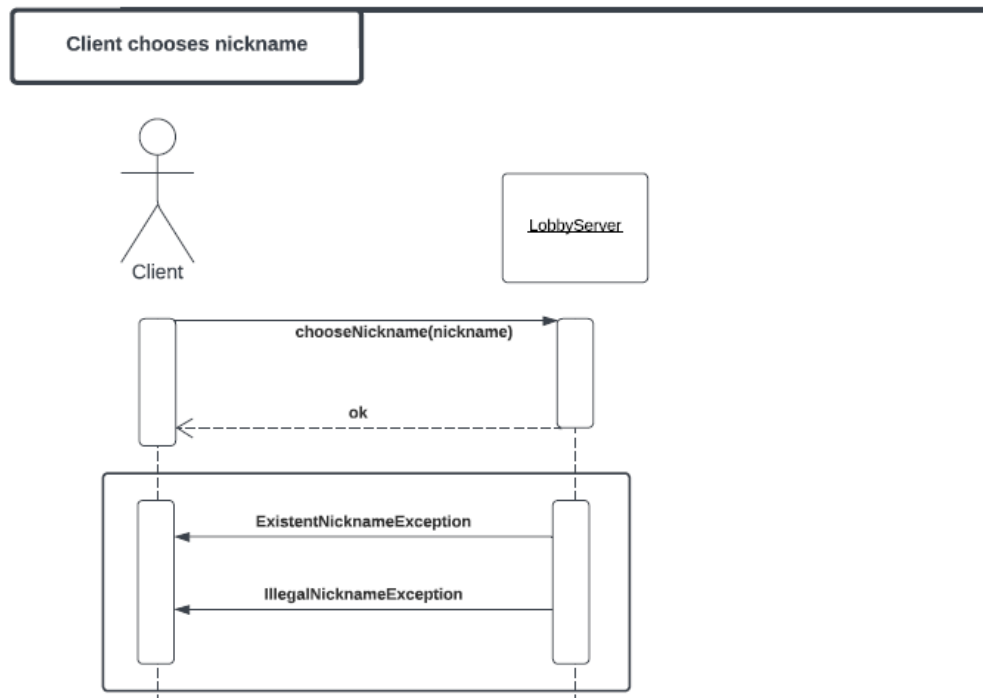 Client chooses nickname
Client
LobbyServer
chooseNickname(nickname)
ok
ExistentNicknameException
IllegalNicknameException